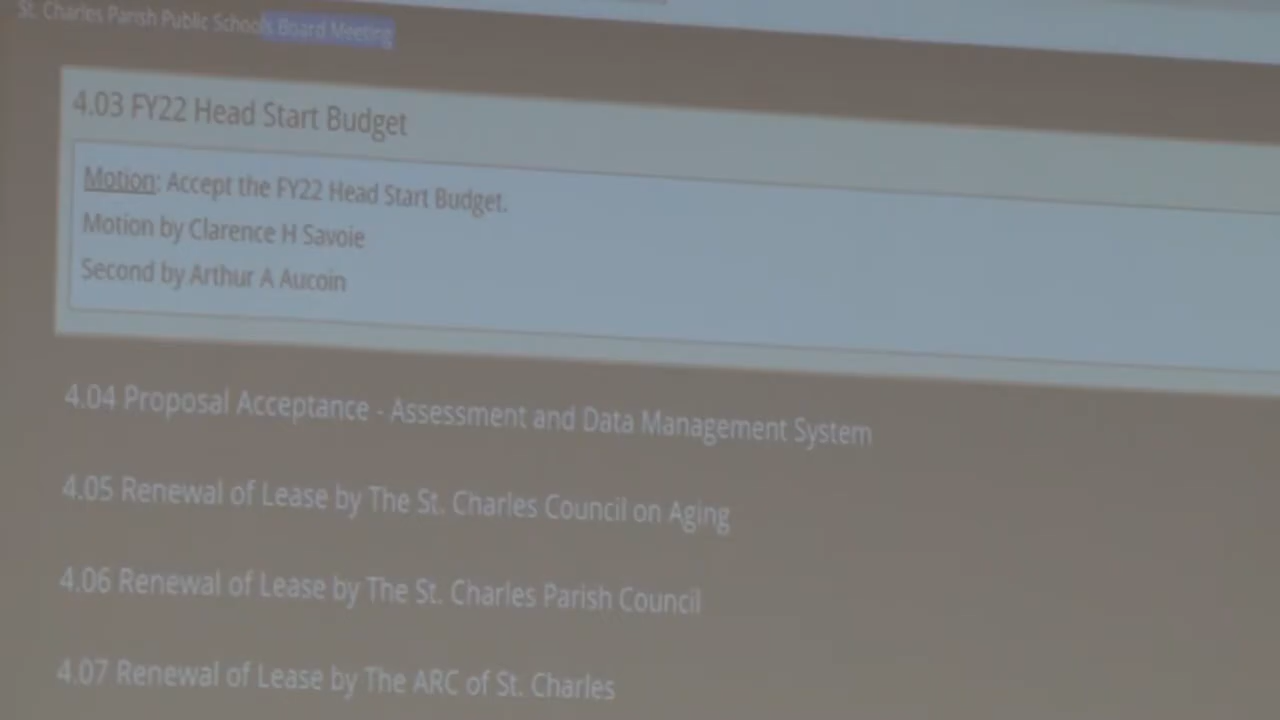 St. Charles Parish Public Schools Board Meeting
4.03 FY22 Head Start Budget
Motion: Accept the FY22 Head Start Budget.
Motion by Clarence H Savoie
Second by Arthur A Aucoin
4.04 Proposal Acceptance - Assessment and Data Management System
4.05 Renewal of Lease by The St. Charles Council on Aging
4.06 Renewal of Lease by The St. Charles Parish Council
4.07 Renewal of Lease by The ARC of St. Charles